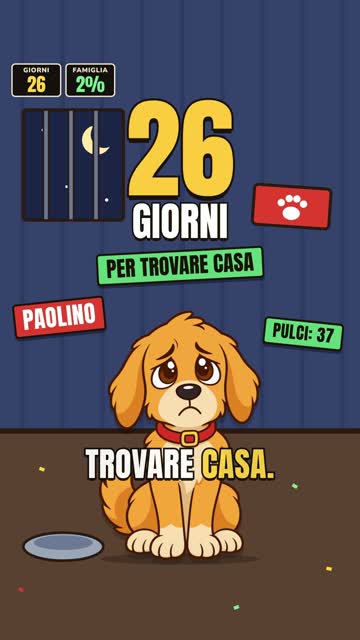 GIORNI
26
FAMIGLIA
2%
26
GIORNI
PER TROVARE CASA
PAOLINO
PULCI: 37
TROVARE CASA.